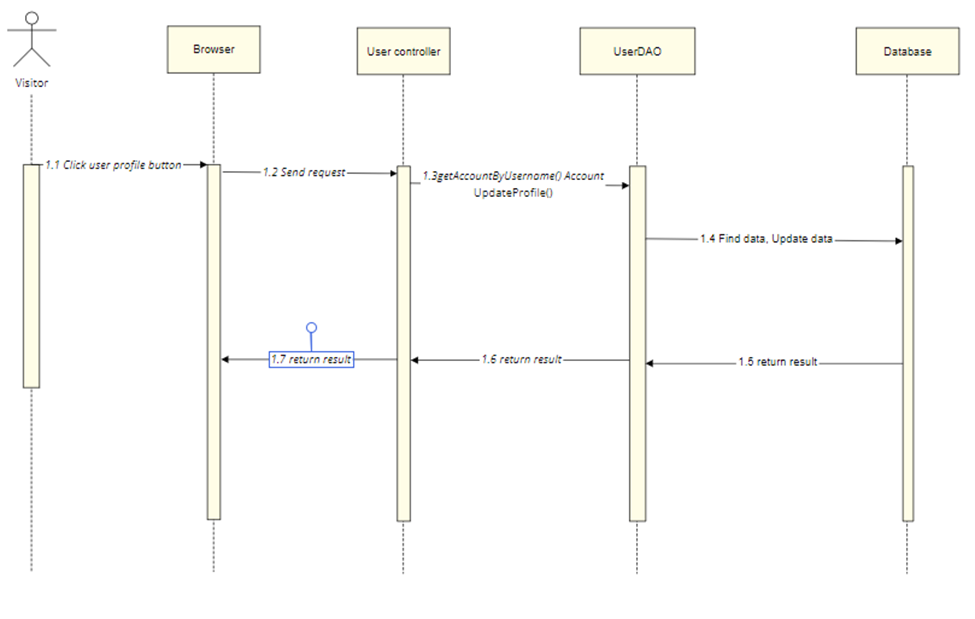 Visitor
Browser
User controller
UserDAO
Database
1.1 Click user profile button
1.2 Send request
1.3getAccountByUsername() Account
UpdateProfile()
1.4 Find data, Update data
1.7 return result
1.6 return result
1.5 return result